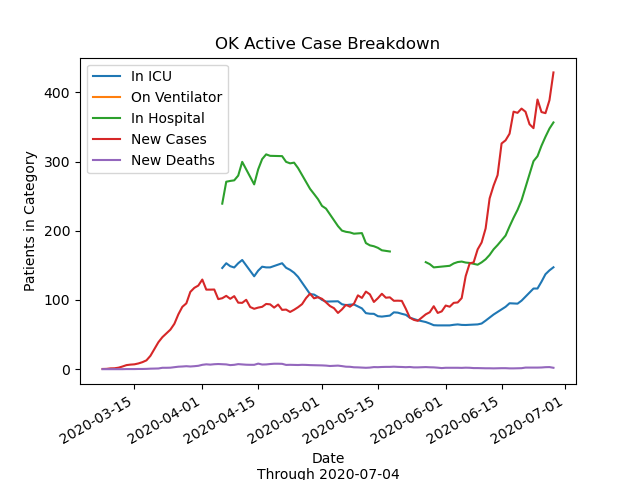 OK Active Case Breakdown
In ICU
On Ventilator
In Hospital
New Cases
New Deaths
Patients in Category
400
300
200
100
0
2020-03-15
2020-04-01
2020-04-15
2020-05-01
2020-05-15
2020-06-01
2020-06-15
2020-07-01
Date
Through 2020-07-04